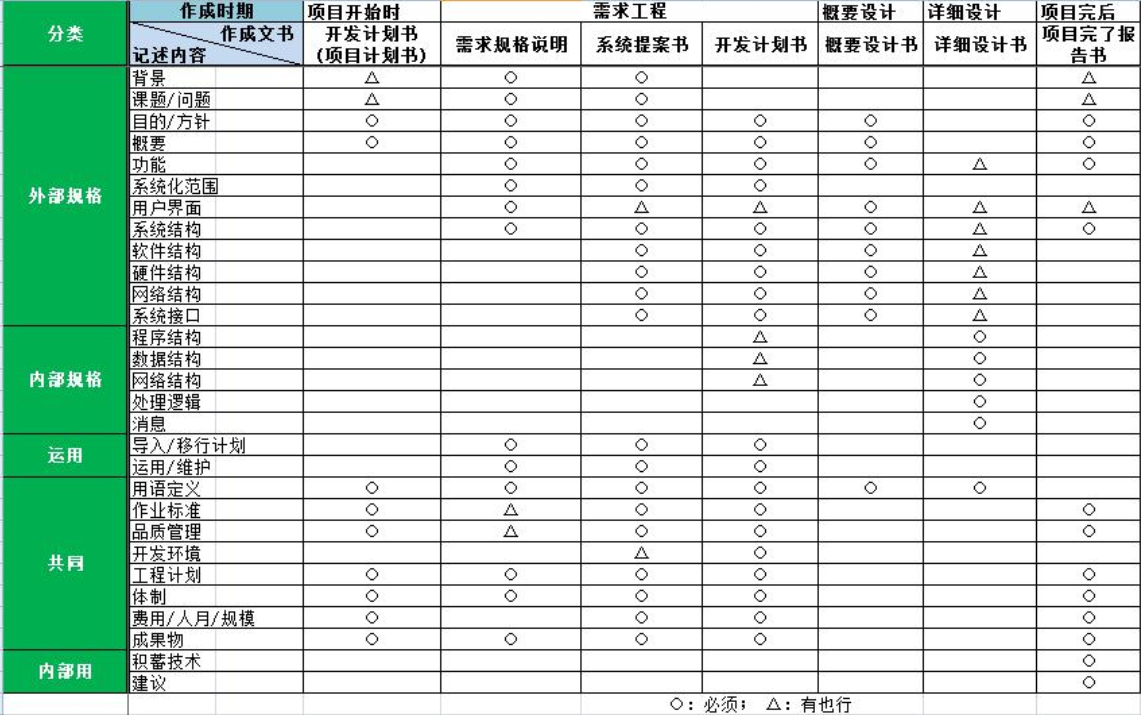 分类 作成时期 项目开始时 需求工程 概要设计 详细设计 项目完后
作成文书 记述内容 开发计划书(项目计划书) 需求规格说明 系统提案书 开发计划书 概要设计书 详细设计书 项目完了报告书
外部规格
背景 △ ○ ○ △
课题/问题 △ ○ ○ △
目的/方针 ○ ○ ○ ○ ○ ○
概要 ○ ○ ○ ○ ○ ○
功能 ○ ○ ○ ○ △ ○
系统化范围 ○ ○ ○
用户界面 ○ △ △ ○ △ △
系统结构 ○ ○ ○ ○ △ ○
软件结构 ○ ○ ○ △
硬件结构 ○ ○ ○ △
网络结构 ○ ○ ○ △
系统接口 ○ ○ ○ △
内部规格
程序结构 △ ○
数据结构 △ ○
网络结构 △ ○
处理逻辑 ○
消息 ○
运用
导入/移行计划 ○ ○ ○
运用/维护 ○ ○ ○
共同
用语定义 ○ ○ ○ ○ ○ ○
作业标准 ○ △ ○ ○ ○
品质管理 ○ △ ○ ○ ○
开发环境 △ ○
工程计划 ○ ○ ○ ○ ○
体制 ○ ○ ○ ○ ○
费用/人月/规模 ○ ○ ○ ○
成果物 ○ ○ ○ ○ ○
内部用
积蓄技术 ○
建议 ○
○：必须； △：有也行